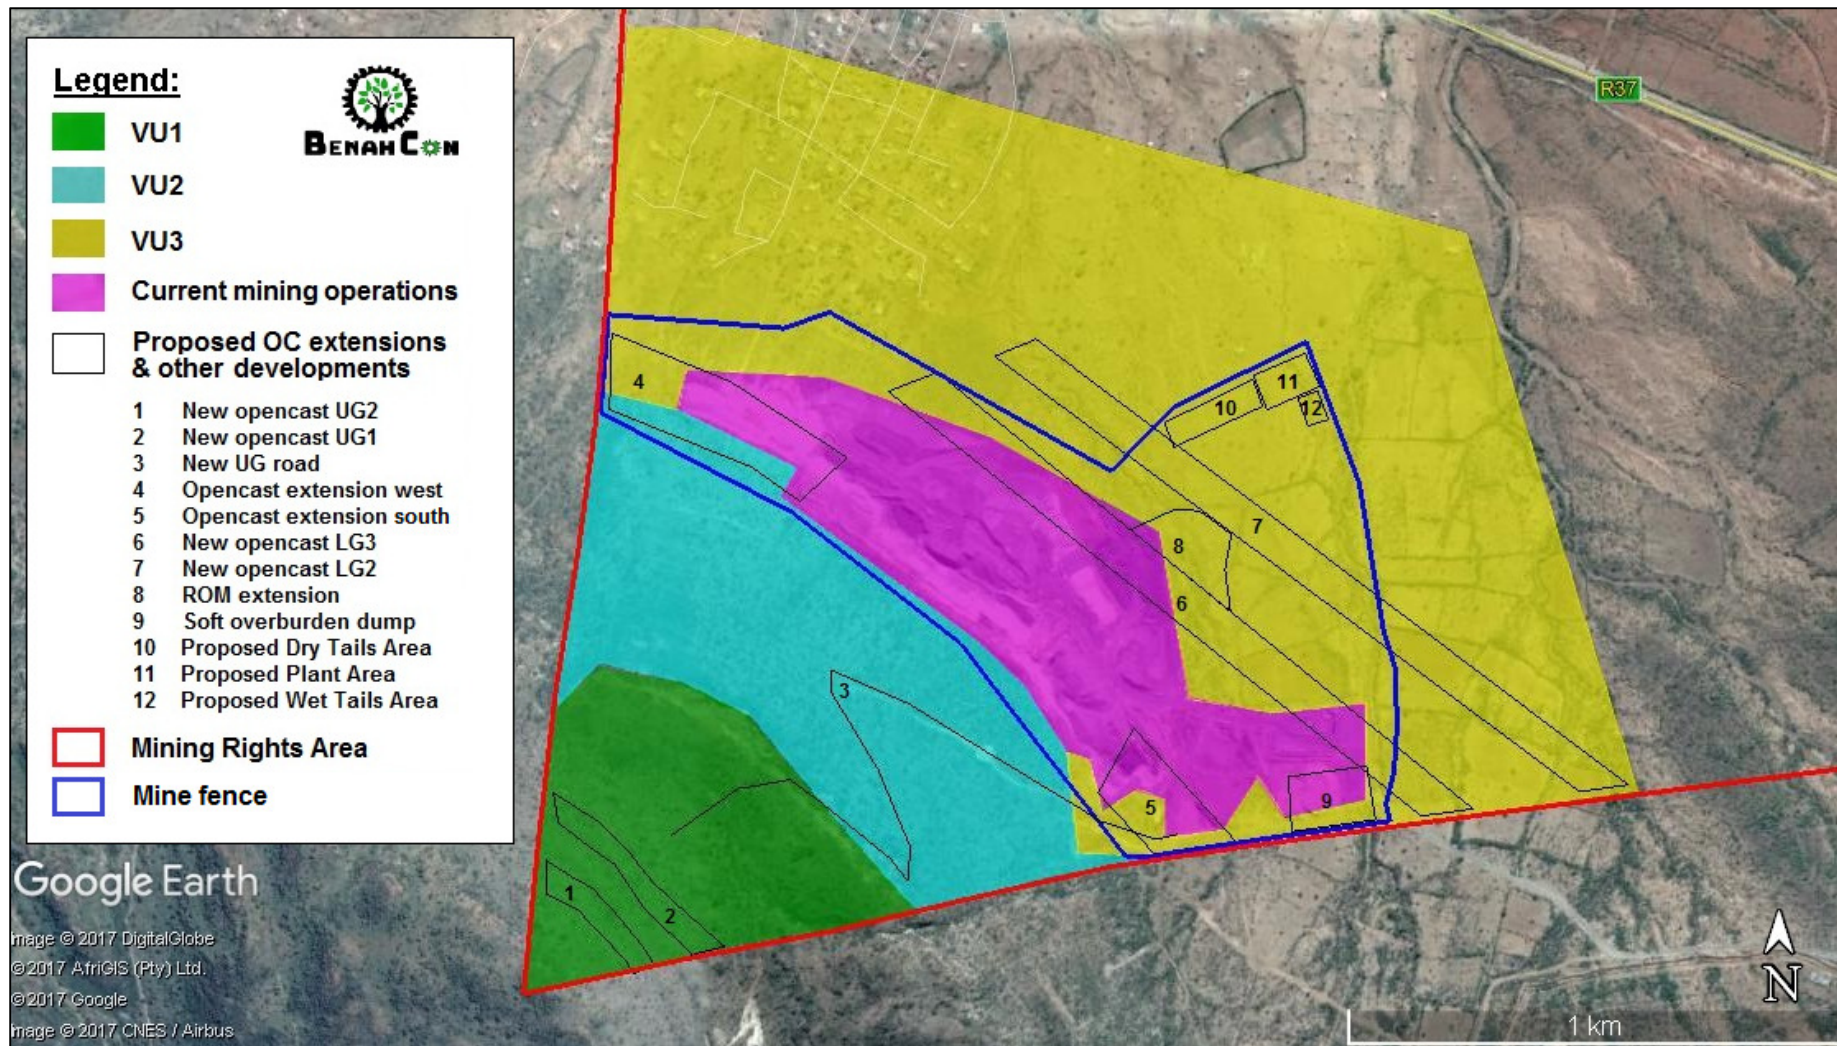 Legend:
BENAHCON
VU1
VU2
VU3
Current mining operations
Proposed OC extensions
& other developments
1 New opencast UG2
2 New opencast UG1
3 New UG road
4 Opencast extension west
5 Opencast extension south
6 New opencast LG3
7 New opencast LG2
8 ROM extension
9 Soft overburden dump
10 Proposed Dry Tails Area
11 Proposed Plant Area
12 Proposed Wet Tails Area
Mining Rights Area
Mine fence
R37
4
11
10
12
7
8
6
3
5
9
1
2
Google Earth
Image © 2017 DigitalGlobe
© 2017 AfriGIS (Pty) Ltd.
© 2017 Google
Image © 2017 CNES / Airbus
N
1 km